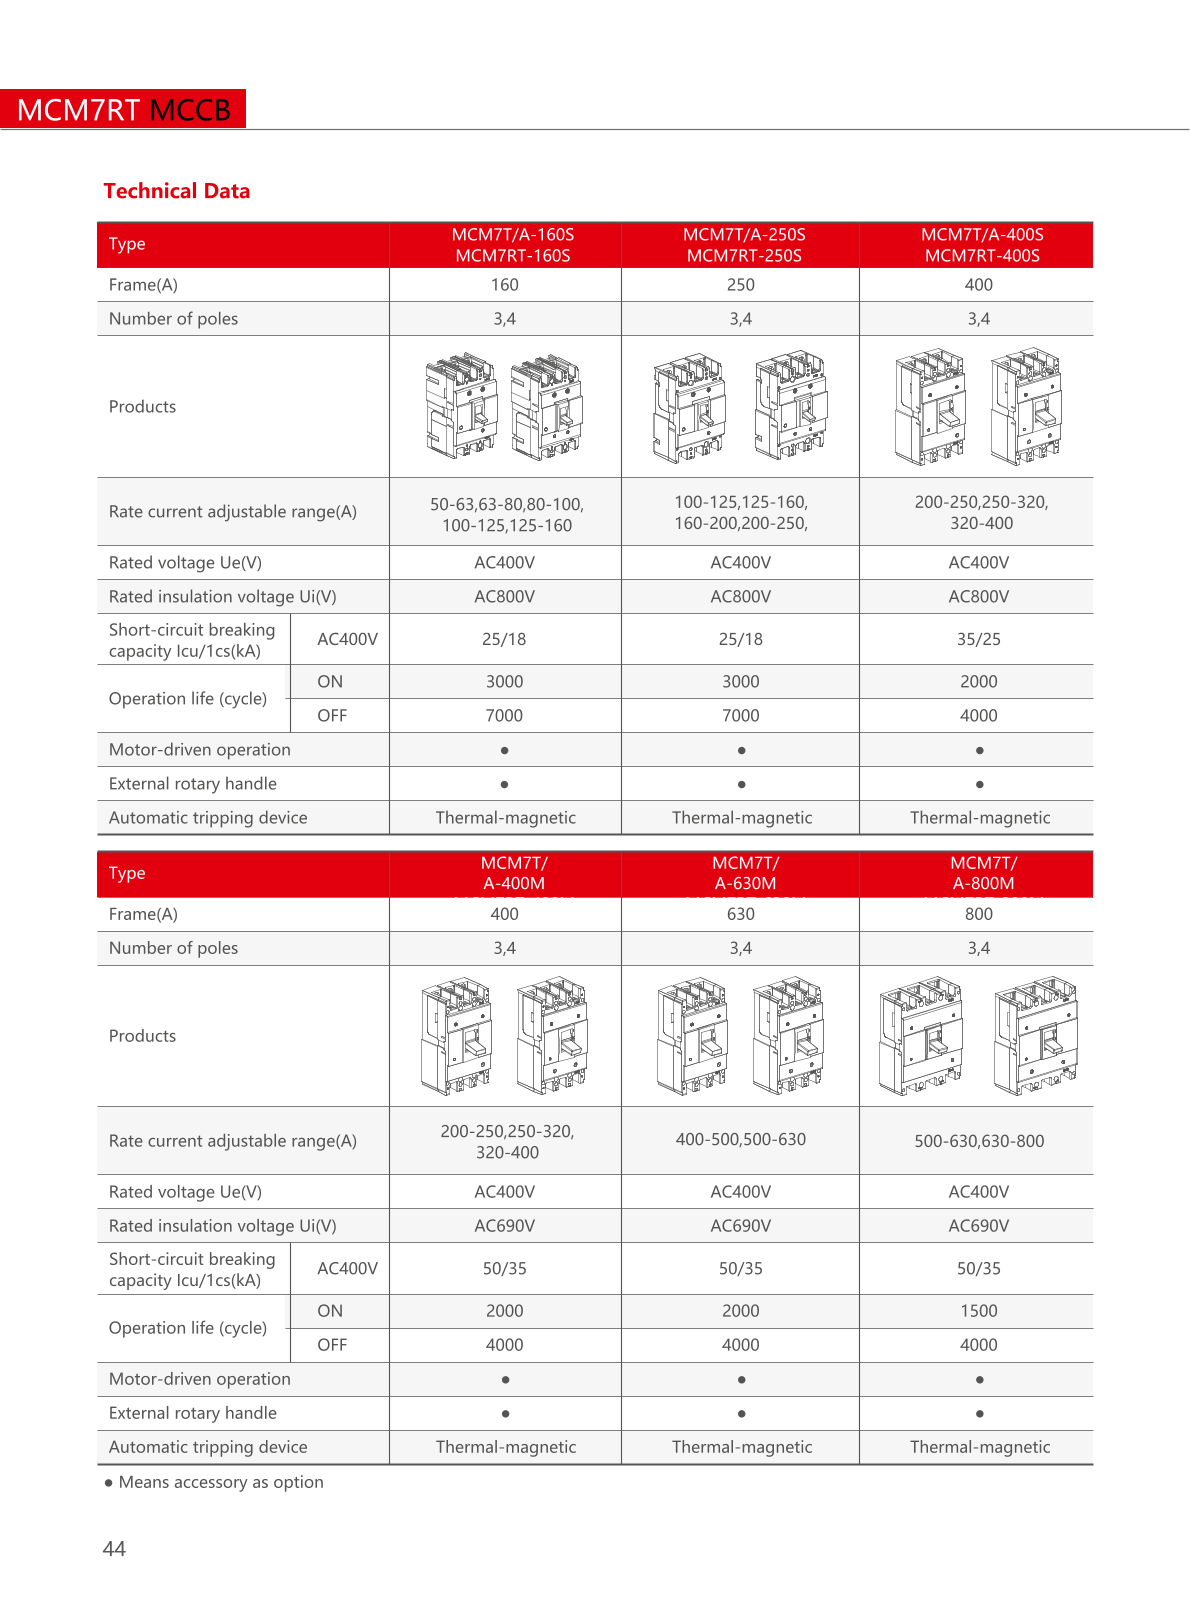 MCM7RT MCCB
Technical Data
Type
MCM7T/A-160S
MCM7RT-160S
MCM7T/A-250S
MCM7RT-250S
MCM7T/A-400S
MCM7RT-400S
Frame(A) 160 250 400
Number of poles 3,4 3,4 3,4
Products
Rate current adjustable range(A)
50-63,63-80,80-100,
100-125,125-160
100-125,125-160,
160-200,200-250,
200-250,250-320,
320-400
Rated voltage Ue(V) AC400V AC400V AC400V
Rated insulation voltage Ui(V) AC800V AC800V AC800V
Short-circuit breaking
capacity Icu/1cs(kA)
AC400V 25/18 25/18 35/25
Operation life (cycle)
ON 3000 3000 2000
OFF 7000 7000 4000
Motor-driven operation ● ● ●
External rotary handle ● ● ●
Automatic tripping device Thermal-magnetic Thermal-magnetic Thermal-magnetic
Type
MCM7T/
A-400M
MCM7T/
A-630M
MCM7T/
A-800M
Frame(A) 400 630 800
Number of poles 3,4 3,4 3,4
Products
Rate current adjustable range(A)
200-250,250-320,
320-400
400-500,500-630
500-630,630-800
Rated voltage Ue(V) AC400V AC400V AC400V
Rated insulation voltage Ui(V) AC690V AC690V AC690V
Short-circuit breaking
capacity Icu/1cs(kA)
AC400V 50/35 50/35 50/35
Operation life (cycle)
ON 2000 2000 1500
OFF 4000 4000 4000
Motor-driven operation ● ● ●
External rotary handle ● ● ●
Automatic tripping device Thermal-magnetic Thermal-magnetic Thermal-magnetic
● Means accessory as option
44